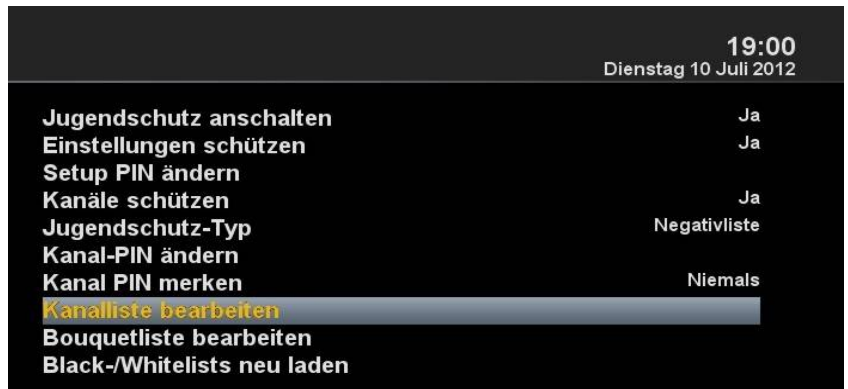 19:00
Dienstag 10 Juli 2012
Jugendschutz anschalten Ja
Einstellungen schützen Ja
Setup PIN ändern
Kanäle schützen Ja
Jugendschutz-Typ Negativliste
Kanal-PIN ändern
Kanal PIN merken Niemals
Kanalliste bearbeiten
Bouquetliste bearbeiten
Black-/Whitelists neu laden